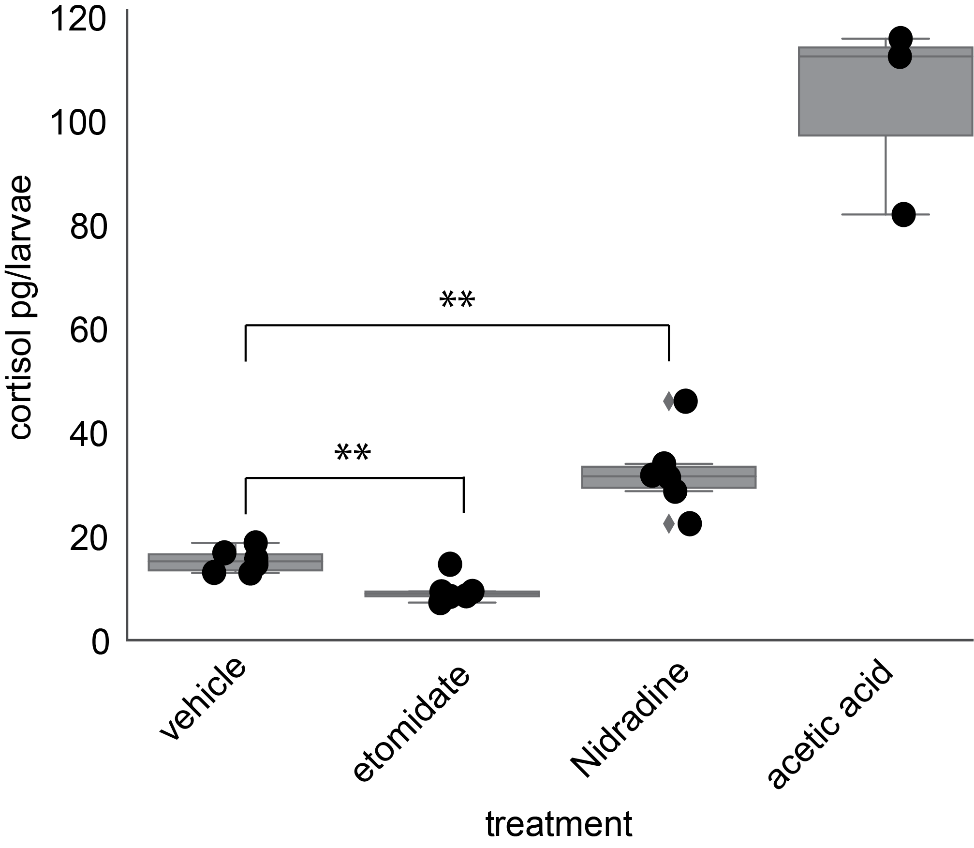 120
100
80
60
40
20
0
cortisol pg/larvae
**
**
vehicle
etomidate
Nidradine
acetic acid
treatment